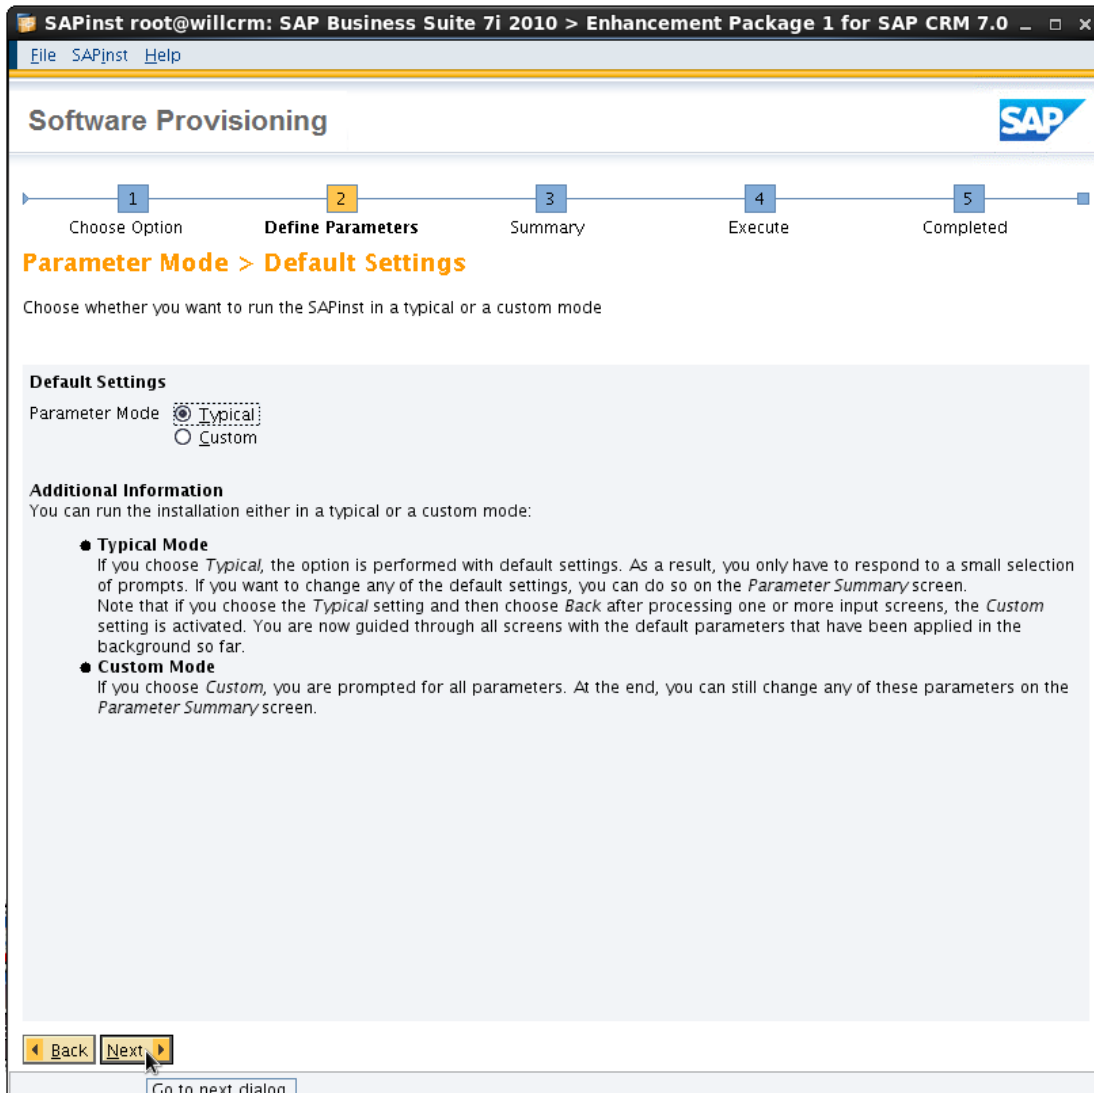 SAPinst root@willcrm: SAP Business Suite 7i 2010 > Enhancement Package 1 for SAP CRM 7.0
File SAPinst Help
Software Provisioning
SAP
1 2 3 4 5
Choose Option Define Parameters Summary Execute Completed
Parameter Mode > Default Settings
Choose whether you want to run the SAPinst in a typical or a custom mode
Default Settings
Parameter Mode Typical
Custom
Additional Information
You can run the installation either in a typical or a custom mode:
Typical Mode
If you choose Typical, the option is performed with default settings. As a result, you only have to respond to a small selection
of prompts. If you want to change any of the default settings, you can do so on the Parameter Summary screen.
Note that if you choose the Typical setting and then choose Back after processing one or more input screens, the Custom
setting is activated. You are now guided through all screens with the default parameters that have been applied in the
background so far.
Custom Mode
If you choose Custom, you are prompted for all parameters. At the end, you can still change any of these parameters on the
Parameter Summary screen.
Back Next
Go to next dialog